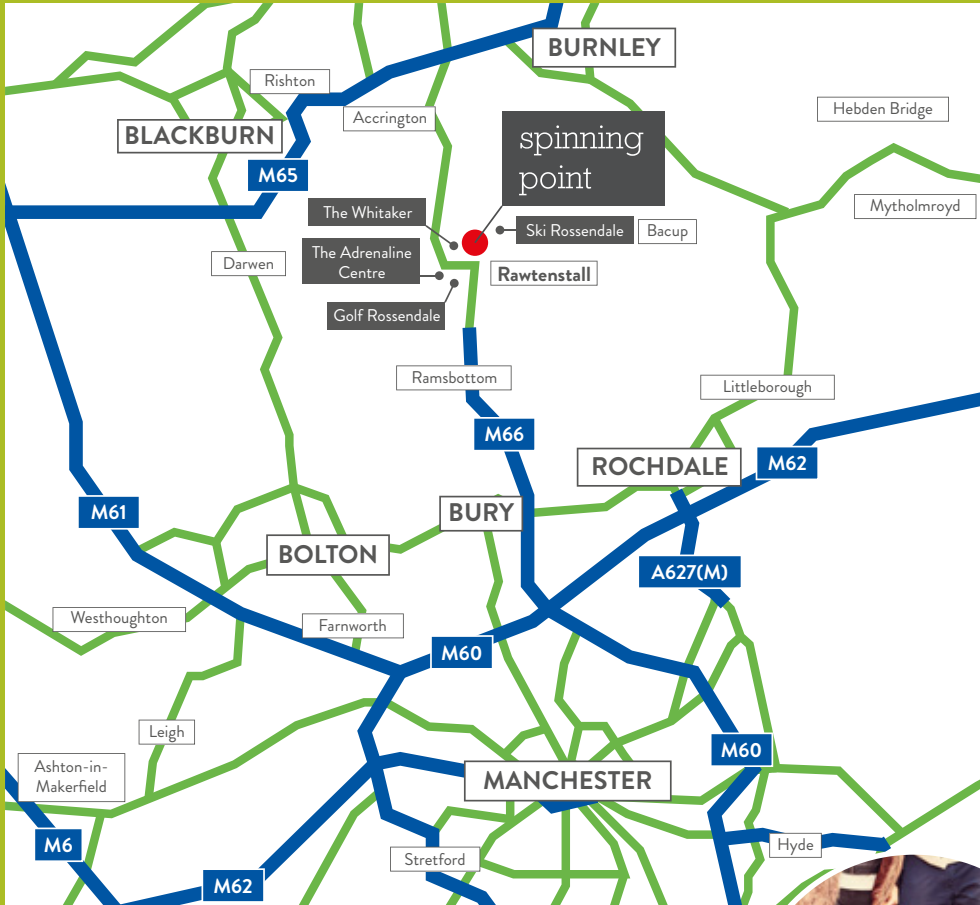 BURNLEY
Rishton
Hebden Bridge
Accrington
BLACKBURN
spinning
point
M65
Mytholmroyd
The Whitaker
Ski Rossendale
Bacup
The Adrenaline
Centre
Darwen
Rawtenstall
Golf Rossendale
Ramsbottom
Littleborough
M66
ROCHDALE
M62
M61
BURY
BOLTON
A627(M)
Westhoughton
Farnworth
M60
Leigh
M60
Ashton-in-
Makerfield
MANCHESTER
M6
Hyde
Stretford
M62